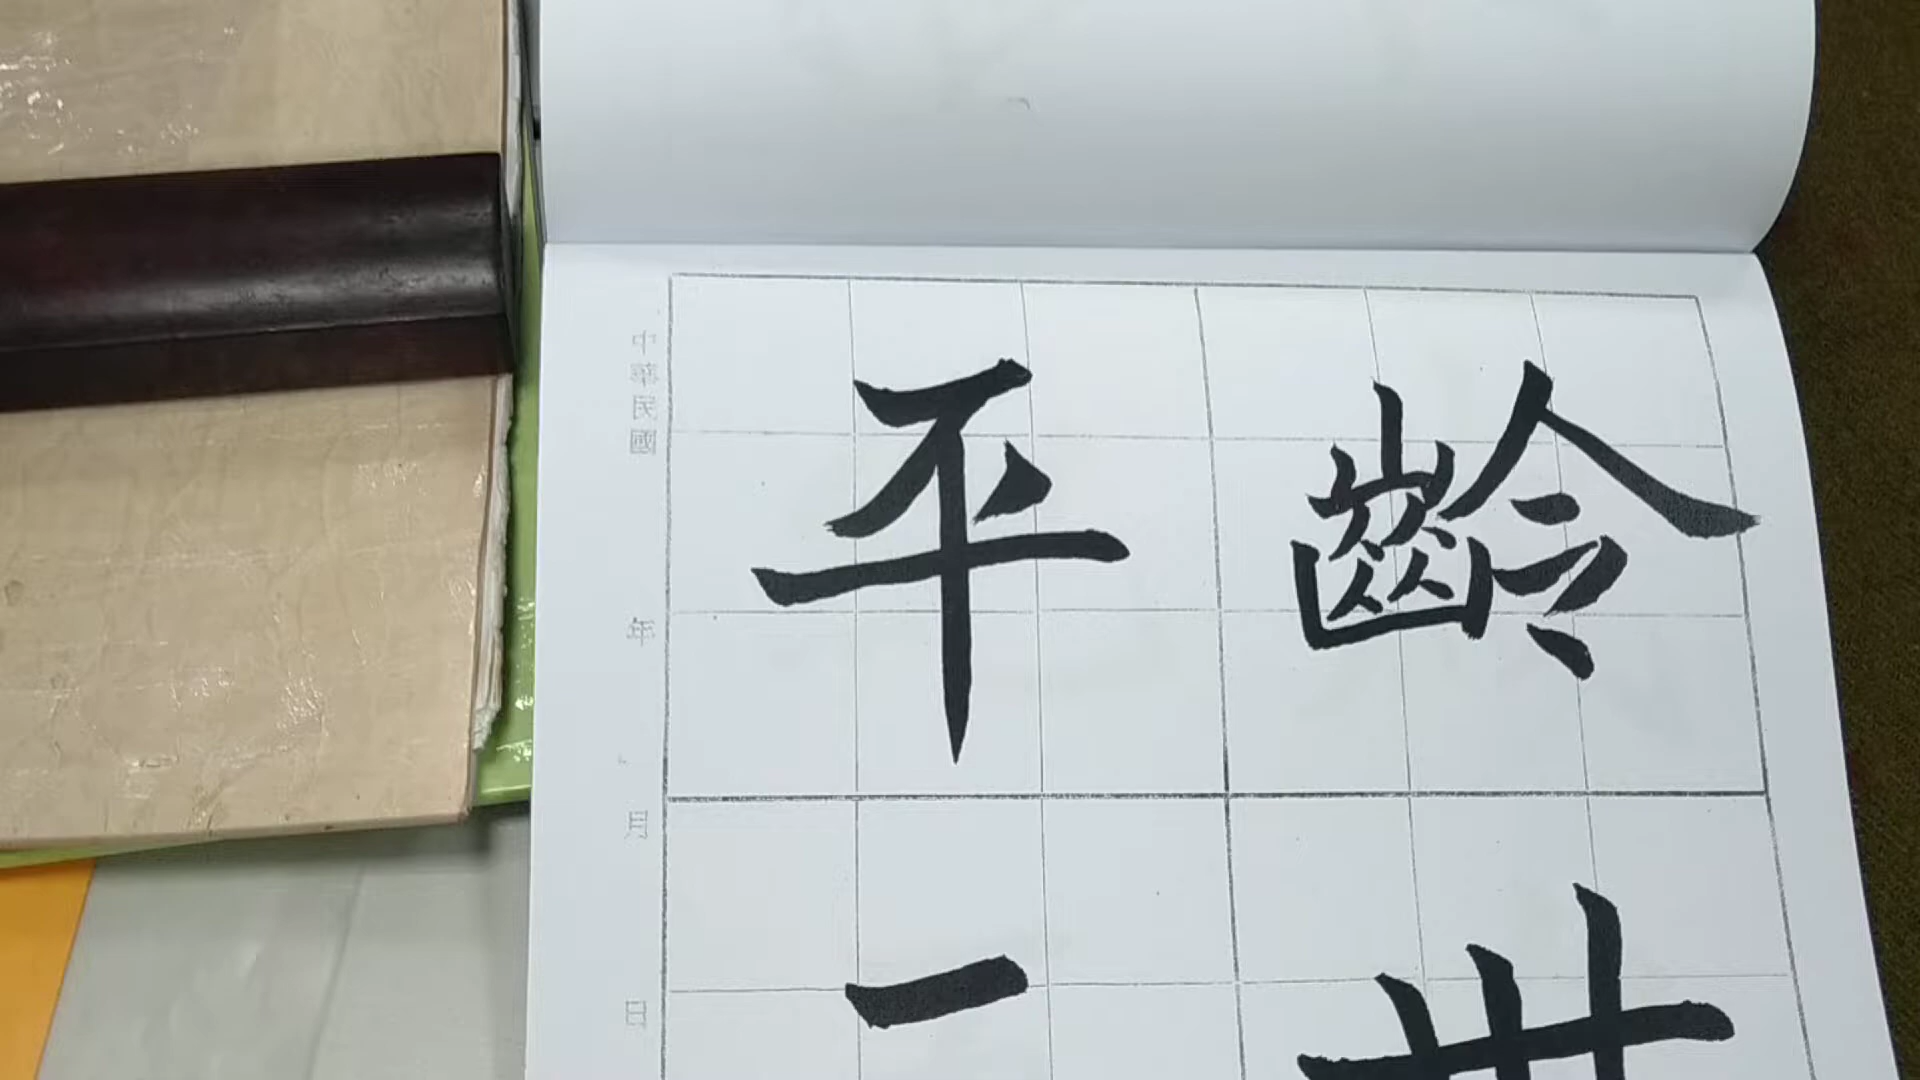 齡
平
中華民國 年 月 日